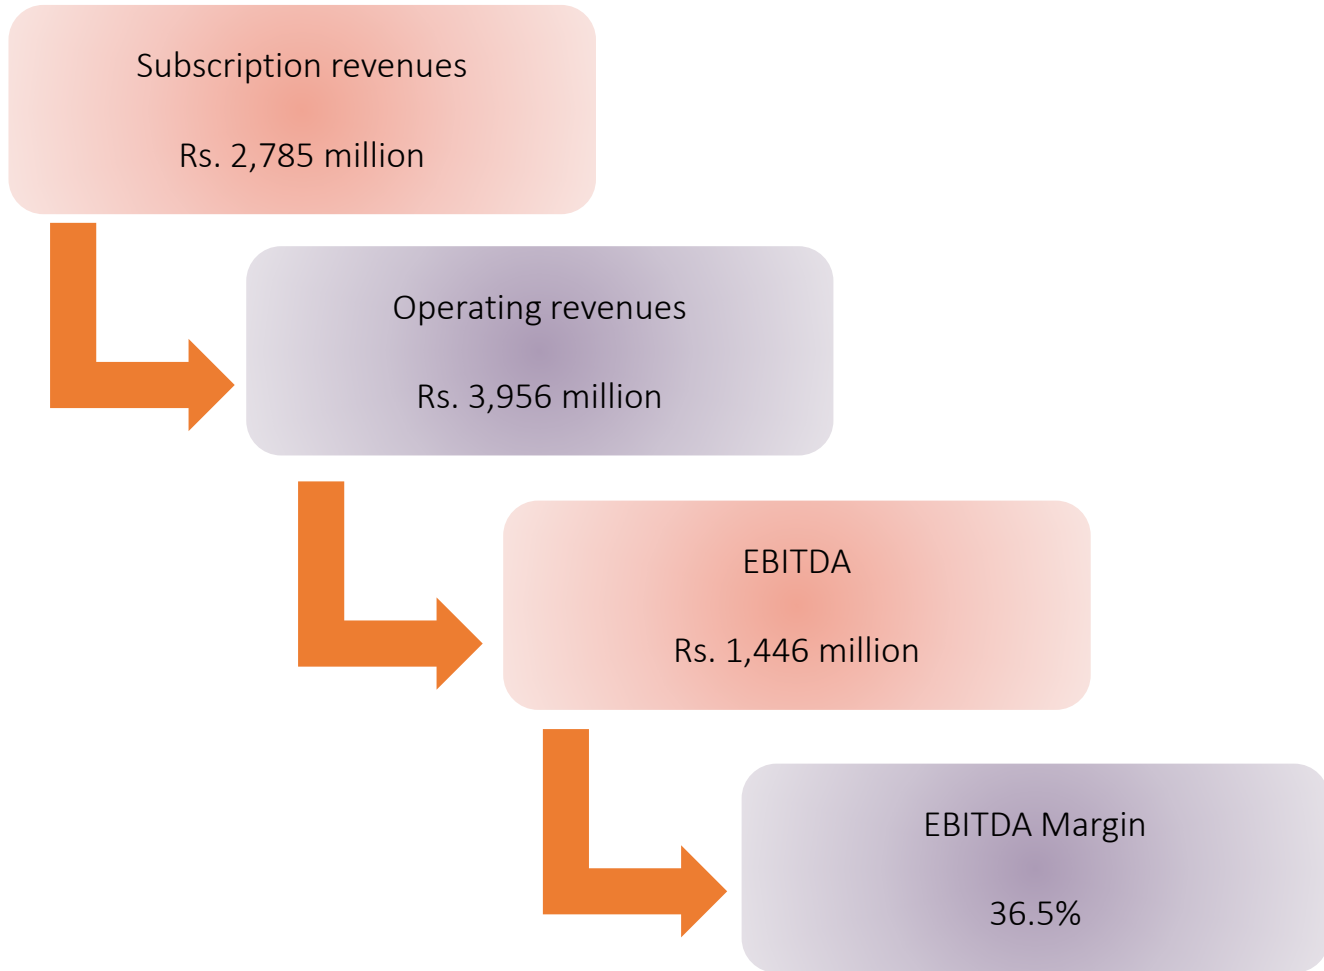 Subscription revenues
Rs. 2,785 million
Operating revenues
Rs. 3,956 million
EBITDA
Rs. 1,446 million
EBITDA Margin
36.5%